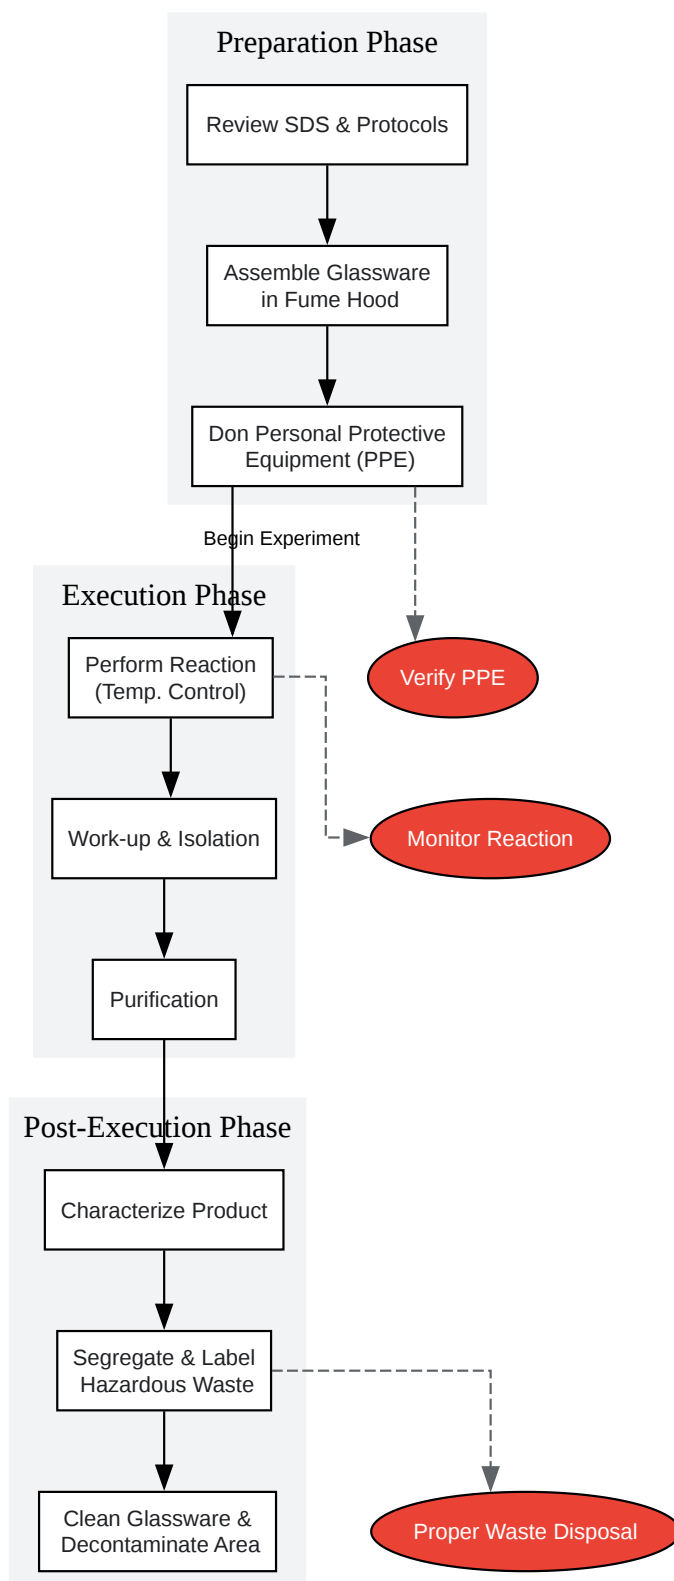 Preparation Phase
Review SDS & Protocols
Assemble Glassware
in Fume Hood
Don Personal Protective
Equipment (PPE)
Begin Experiment
Execution Phase
Perform Reaction
(Temp. Control)
Verify PPE
Work-up & Isolation
Monitor Reaction
Purification
Post-Execution Phase
Characterize Product
Segregate & Label
Hazardous Waste
Clean Glassware &
Decontaminate Area
Proper Waste Disposal